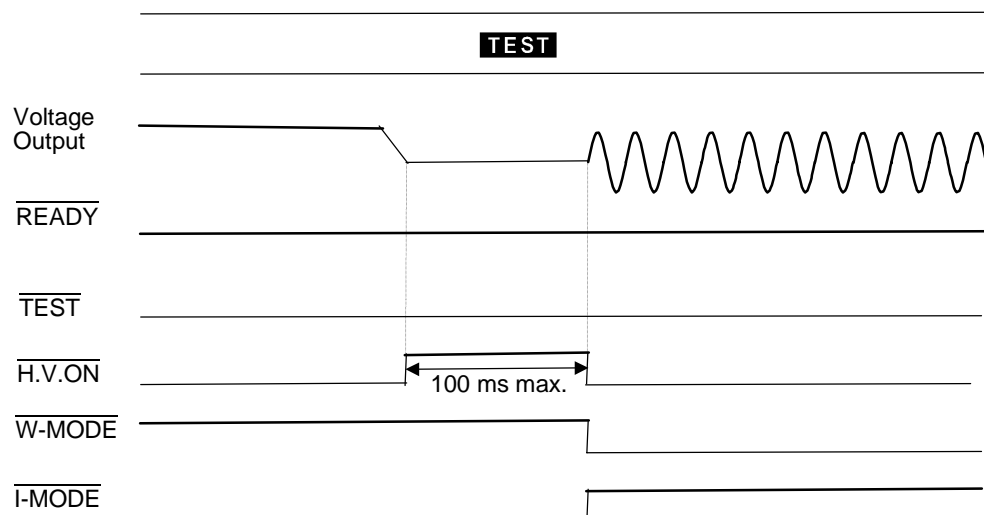 TEST
Voltage
Output
READY
TEST
H.V.ON
100 ms max.
W-MODE
I-MODE